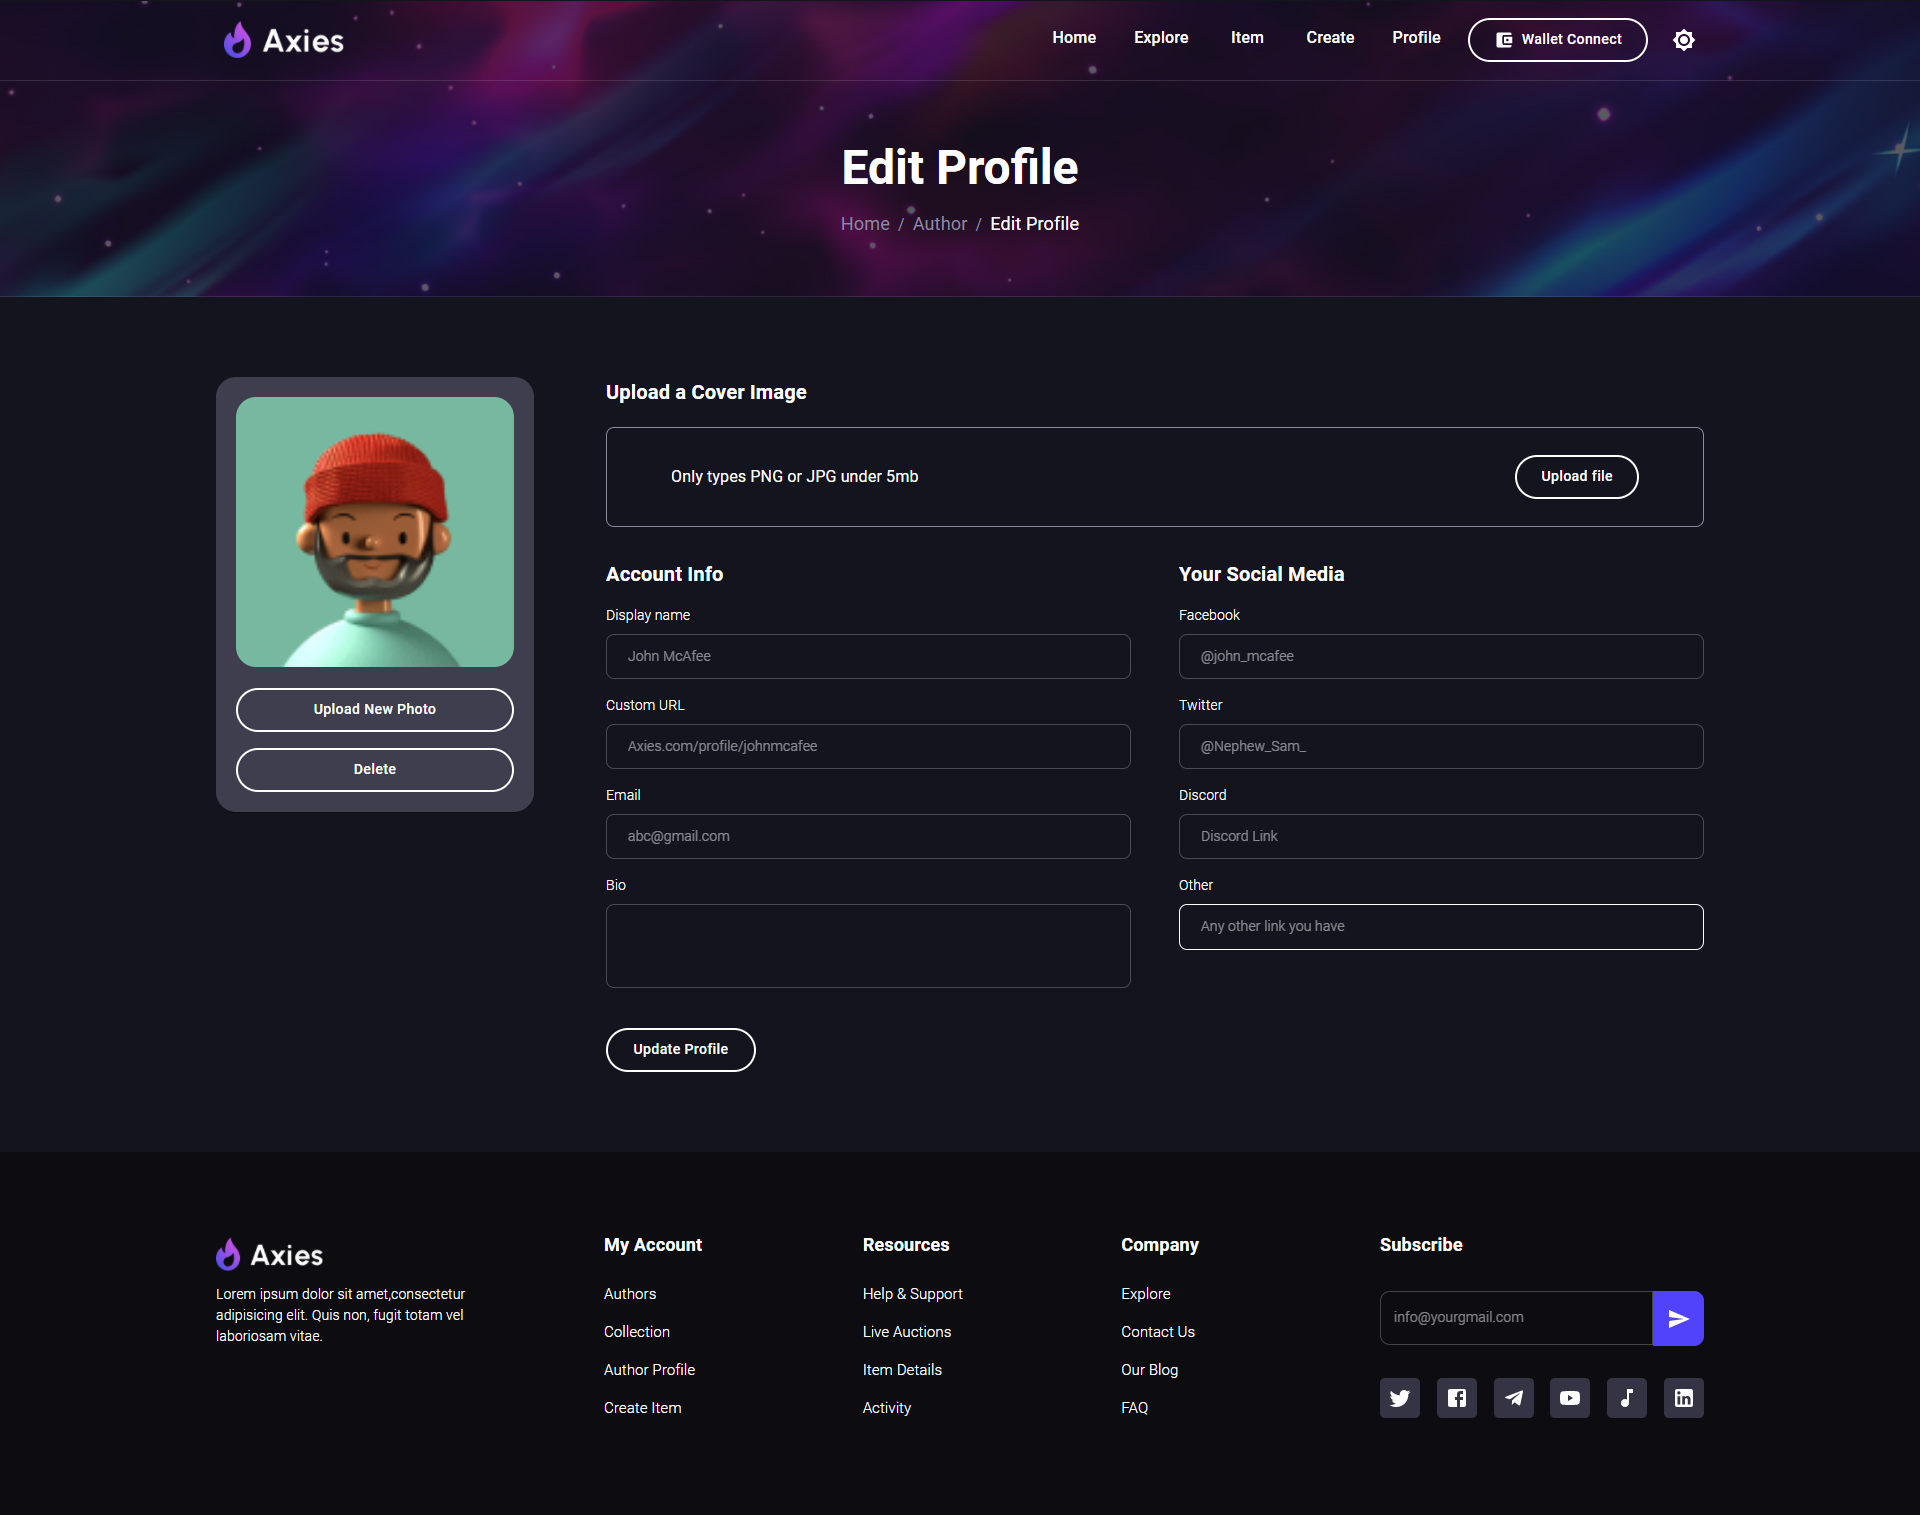 Axies
Home Explore Item Create Profile Wallet Connect
Edit Profile
Home / Author / Edit Profile
Upload New Photo
Delete
Upload a Cover Image
Only types PNG or JPG under 5mb
Upload file
Account Info
Display name
John McAfee
Custom URL
Axies.com/profile/johnmcafee
Email
abc@gmail.com
Bio
Your Social Media
Facebook
@john_mcafee
Twitter
@Nephew_Sam_
Discord
Discord Link
Other
Any other link you have
Update Profile
Axies
Lorem ipsum dolor sit amet,consectetur
adipisicing elit. Quis non, fugit totam vel
laboriosam vitae.
My Account
Authors
Collection
Author Profile
Create Item
Resources
Help & Support
Live Auctions
Item Details
Activity
Company
Explore
Contact Us
Our Blog
FAQ
Subscribe
info@yourgmail.com